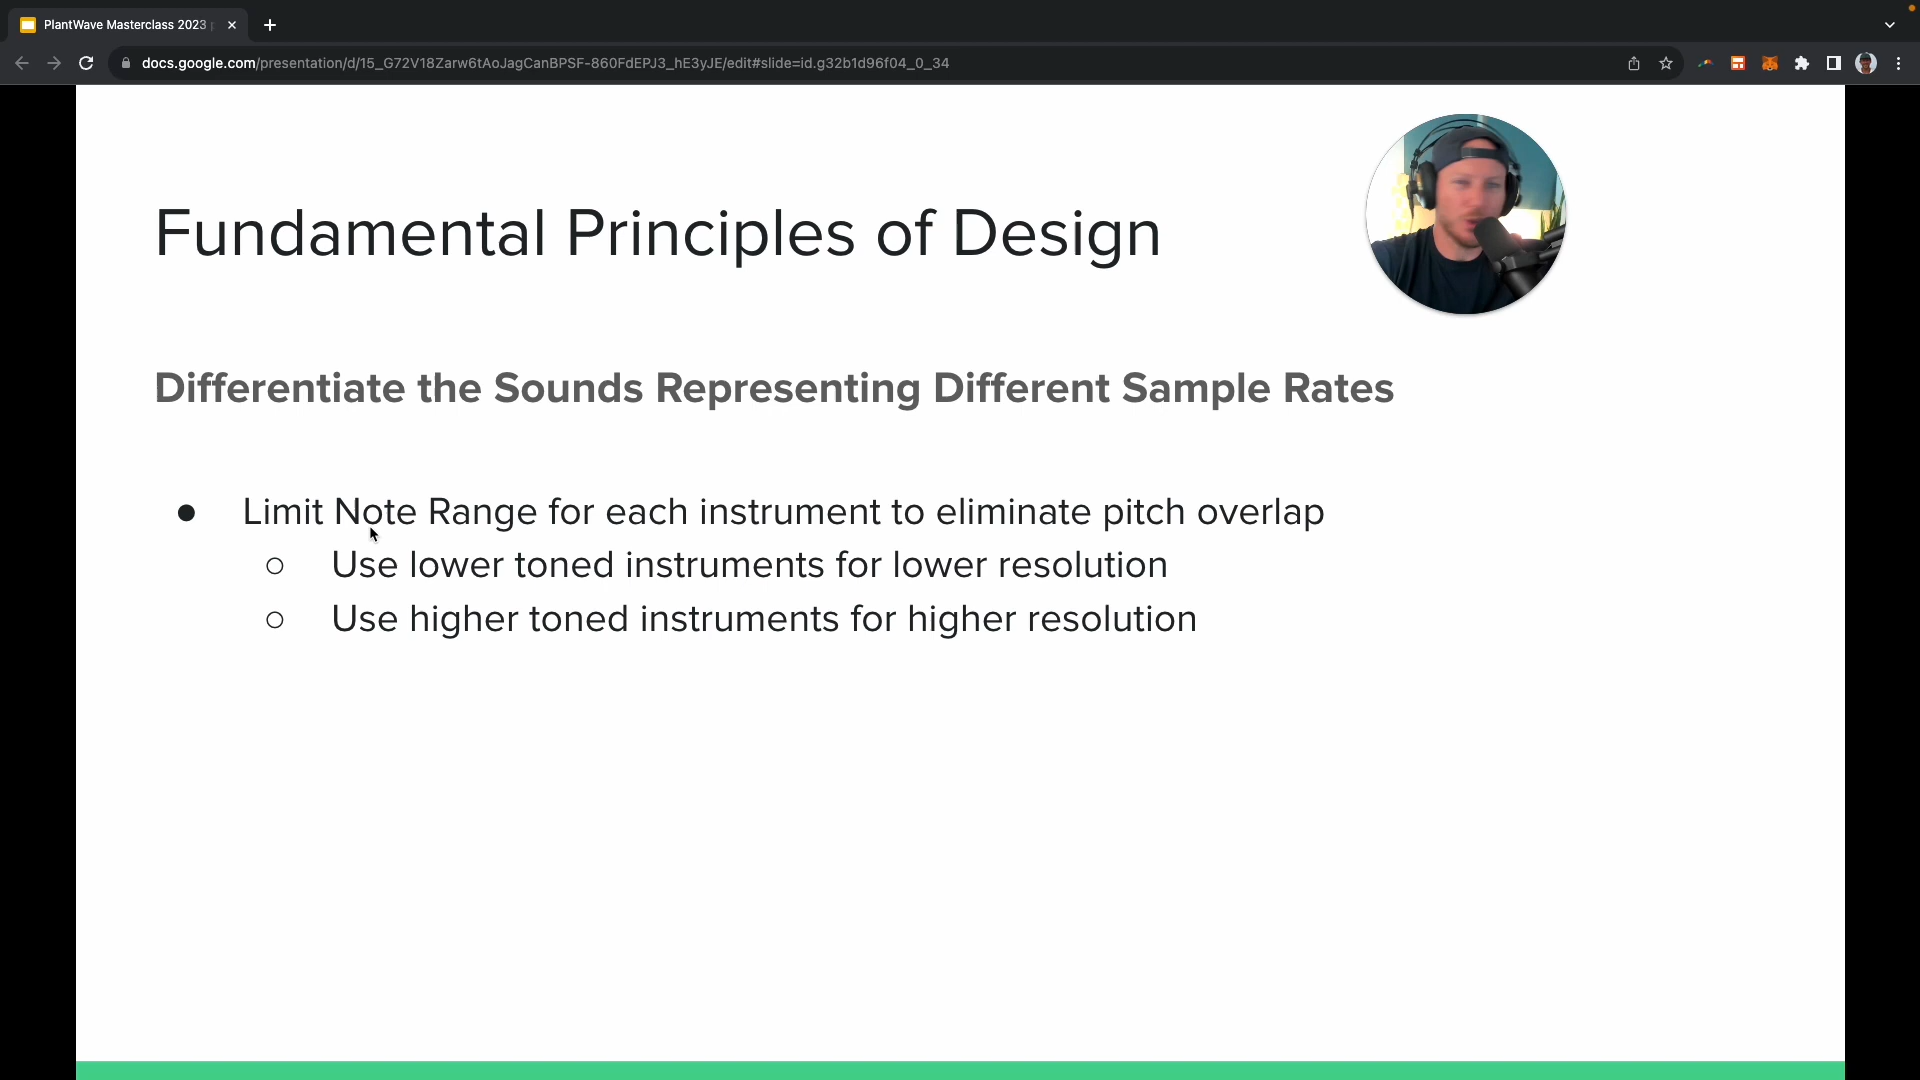 PlantWave Masterclass 2023
docs.google.com/presentation/d/15_G72V18Zarw6tAoJagCanBPSF-860FdEPJ3_hE3yJE/edit#slide=id.g32b1d96f04_0_34
Fundamental Principles of Design
Differentiate the Sounds Representing Different Sample Rates
● Limit Note Range for each instrument to eliminate pitch overlap
○ Use lower toned instruments for lower resolution
○ Use higher toned instruments for higher resolution